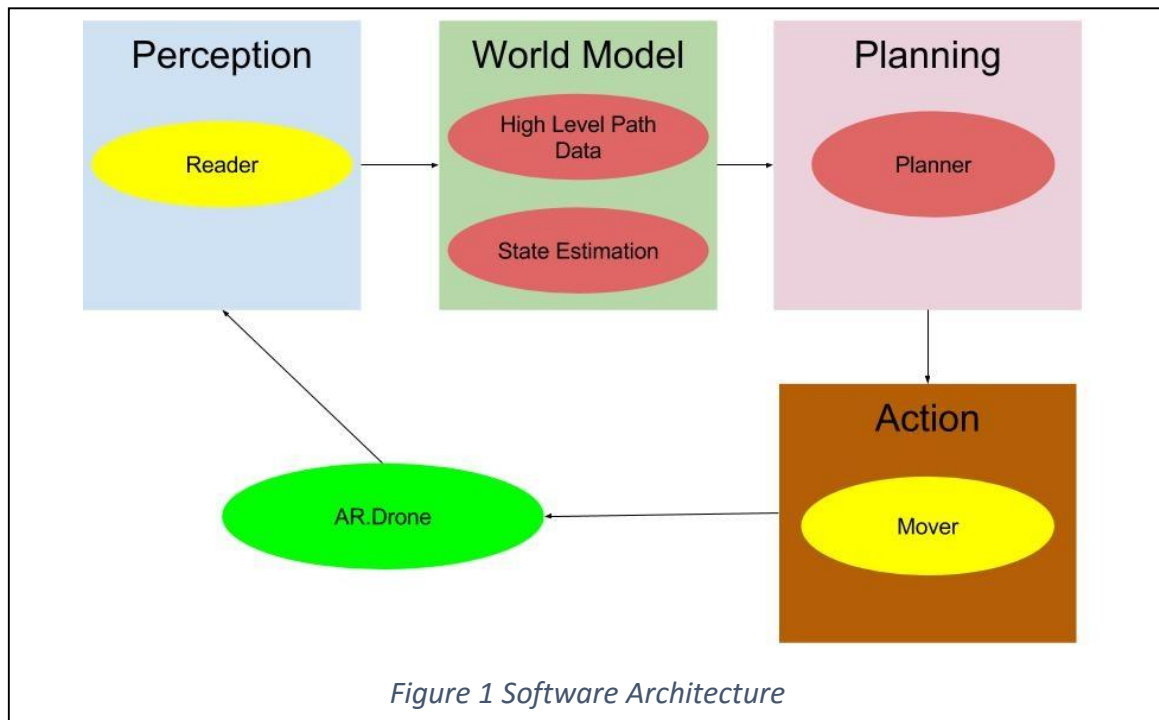 Perception
Reader
World Model
High Level Path
Data
State Estimation
Planning
Planner
Action
Mover
AR.Drone
Figure 1 Software Architecture